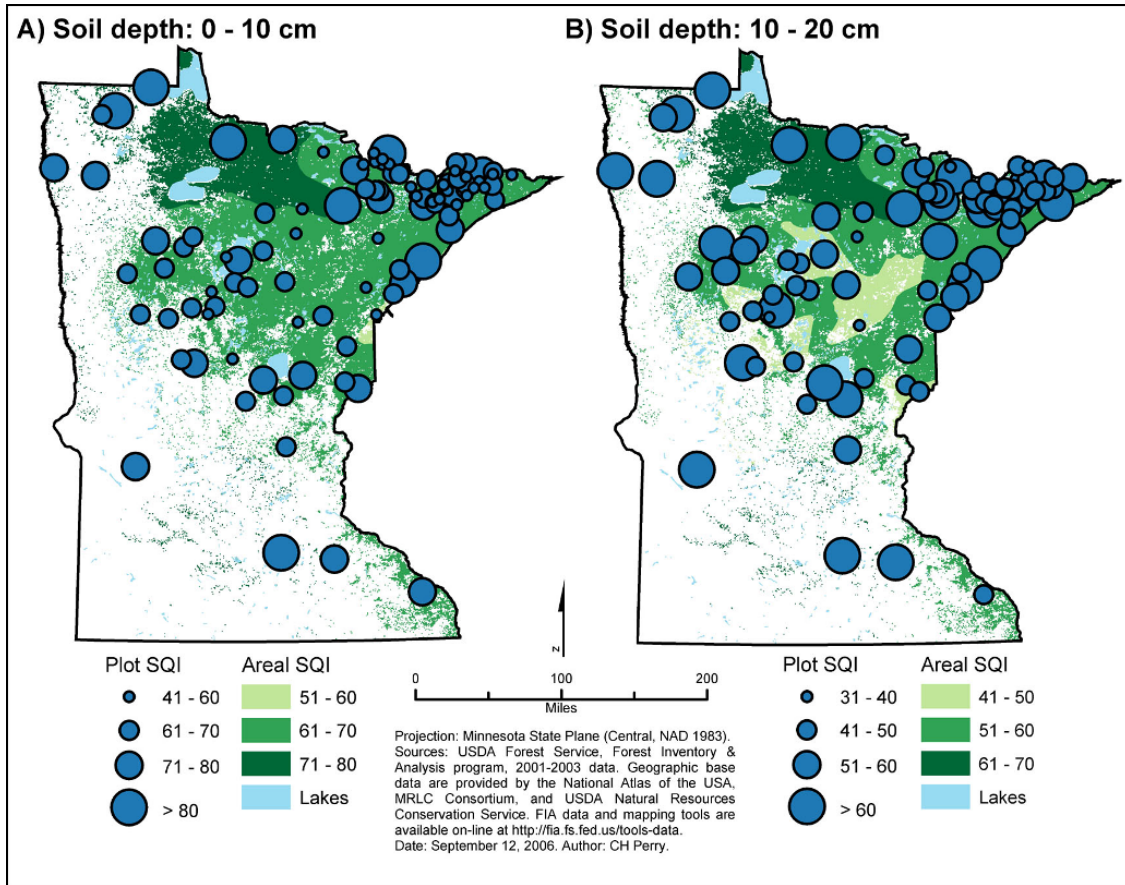 A) Soil depth: 0 - 10 cm
B) Soil depth: 10 - 20 cm
Plot SQI
41 - 60
61 - 70
71 - 80
> 80
Areal SQI
51 - 60
61 - 70
71 - 80
Lakes
z
0 100 200
Miles
Projection: Minnesota State Plane (Central, NAD 1983).
Sources: USDA Forest Service, Forest Inventory &
Analysis program, 2001-2003 data. Geographic base
data are provided by the National Atlas of the USA,
MRLC Consortium, and USDA Natural Resources
Conservation Service. FIA data and mapping tools are
available on-line at http://fia.fs.fed.us/tools-data.
Date: September 12, 2006. Author: CH Perry.
Plot SQI
31 - 40
41 - 50
51 - 60
> 60
Areal SQI
41 - 50
51 - 60
61 - 70
Lakes